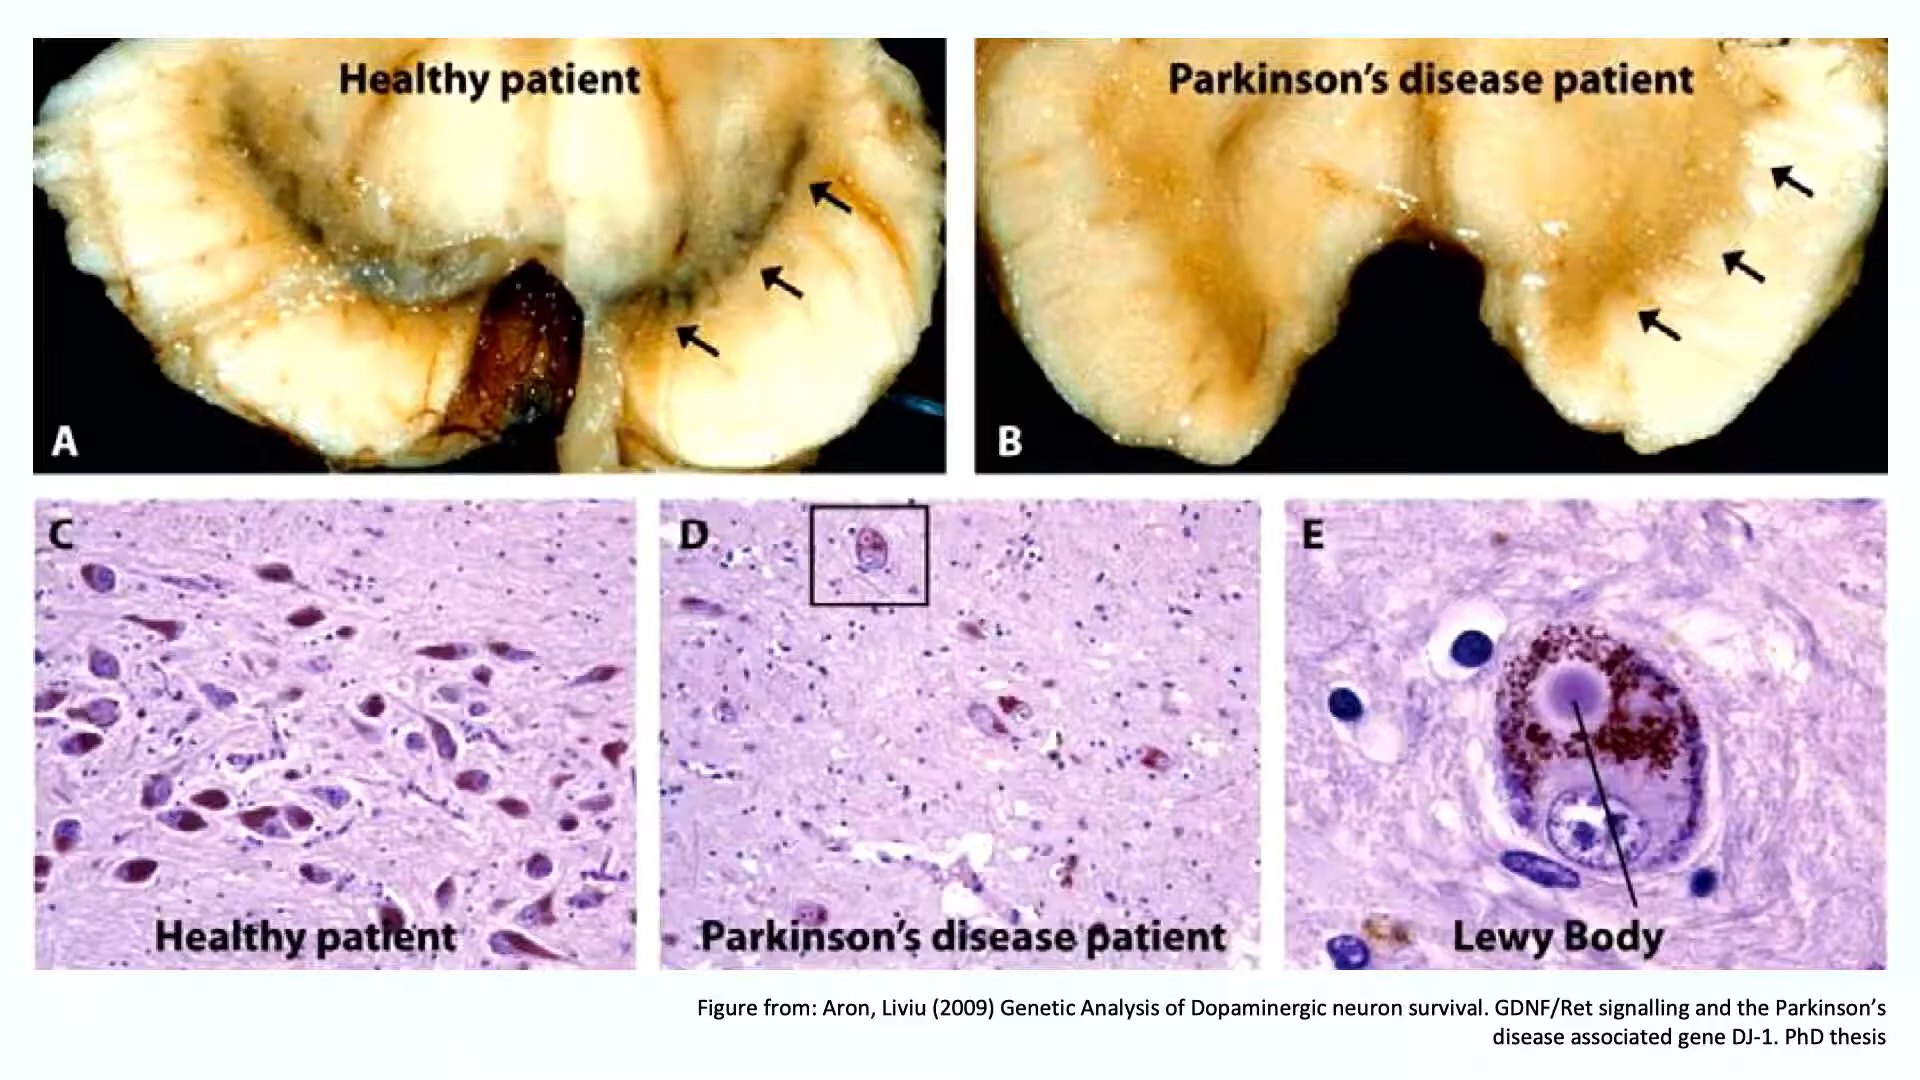 Healthy patient
Parkinson’s disease patient
A
B
C
D
E
Healthy patient
Parkinson’s disease patient
Lewy Body
Figure from: Aron, Liviu (2009) Genetic Analysis of Dopaminergic neuron survival. GDNF/Ret signalling and the Parkinson’s
disease associated gene DJ-1. PhD thesis